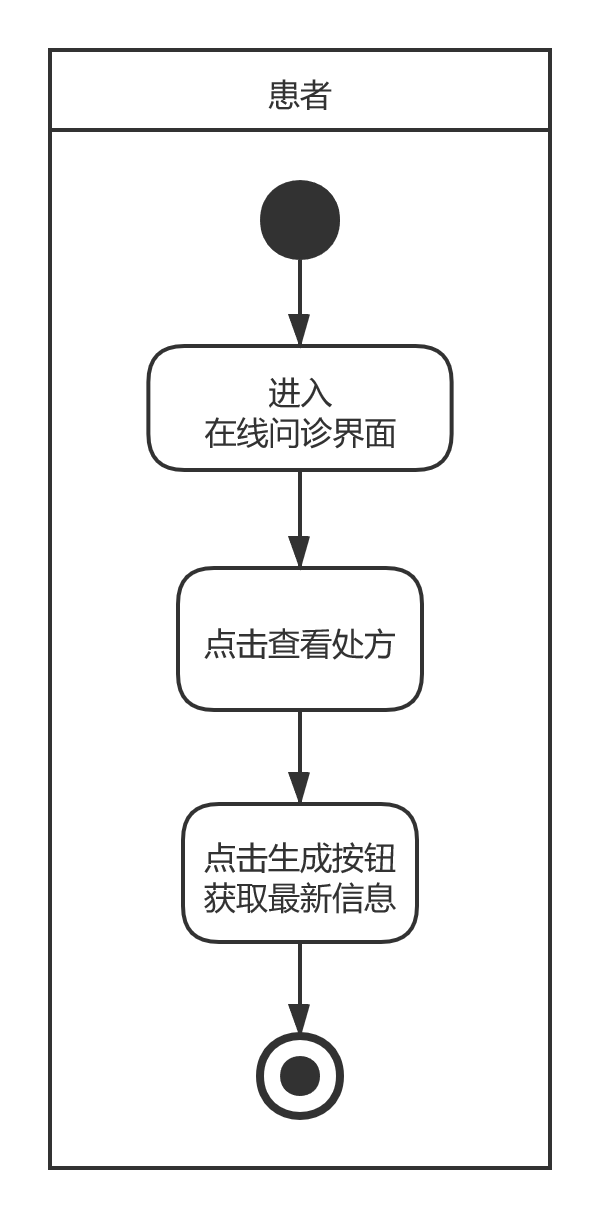 患者
进入
在线问诊界面
点击查看处方
点击生成按钮
获取最新信息